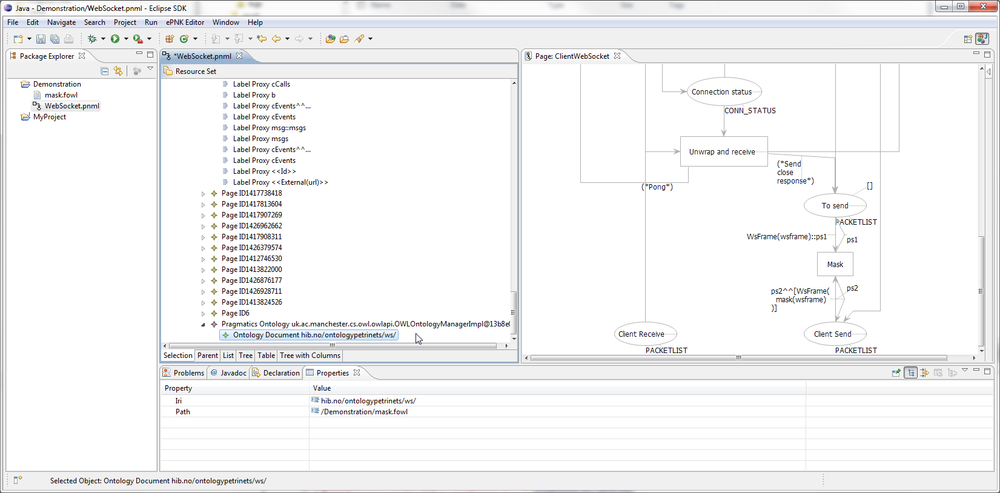 Java - Demonstration/WebSocket.pnml - Eclipse SDK
File Edit Navigate Search Project Run ePNK Editor Window Help
Package Explorer
Demonstration
mask.fowl
WebSocket.pnml
MyProject
*WebSocket.pnml
Resource Set
Label Proxy cCalls
Label Proxy b
Label Proxy cEvents^^...
Label Proxy cEvents
Label Proxy msg::msgs
Label Proxy msgs
Label Proxy cEvents^^...
Label Proxy cEvents
Label Proxy <<Id>>
Label Proxy <<External(url)>>
Page ID1417738418
Page ID1417813604
Page ID1417907269
Page ID1426962662
Page ID1417908311
Page ID1426379574
Page ID1412746530
Page ID1413822000
Page ID1426876177
Page ID1426928711
Page ID1413824526
Page ID6
Pragmatics Ontology uk.ac.manchester.cs.owl.owlapi.OWLOntologyManagerImpl@13b8e
Ontology Document hib.no/ontologypetrinets/ws/
Selection Parent List Tree Table Tree with Columns
Page: ClientWebSocket
Connection status
CONN_STATUS
Unwrap and receive
(*Send
close
response*)
(*Pong*)
[]
To send
PACKETLIST
WsFrame(wsframe)::ps1
ps1
Mask
ps2
ps2^^[WsFrame(
mask(wsframe)
)]
Client Receive
PACKETLIST
Client Send
PACKETLIST
Problems @ Javadoc Declaration Properties
Property Value
Iri hib.no/ontologypetrinets/ws/
Path /Demonstration/mask.fowl
Selected Object: Ontology Document hib.no/ontologypetrinets/ws/